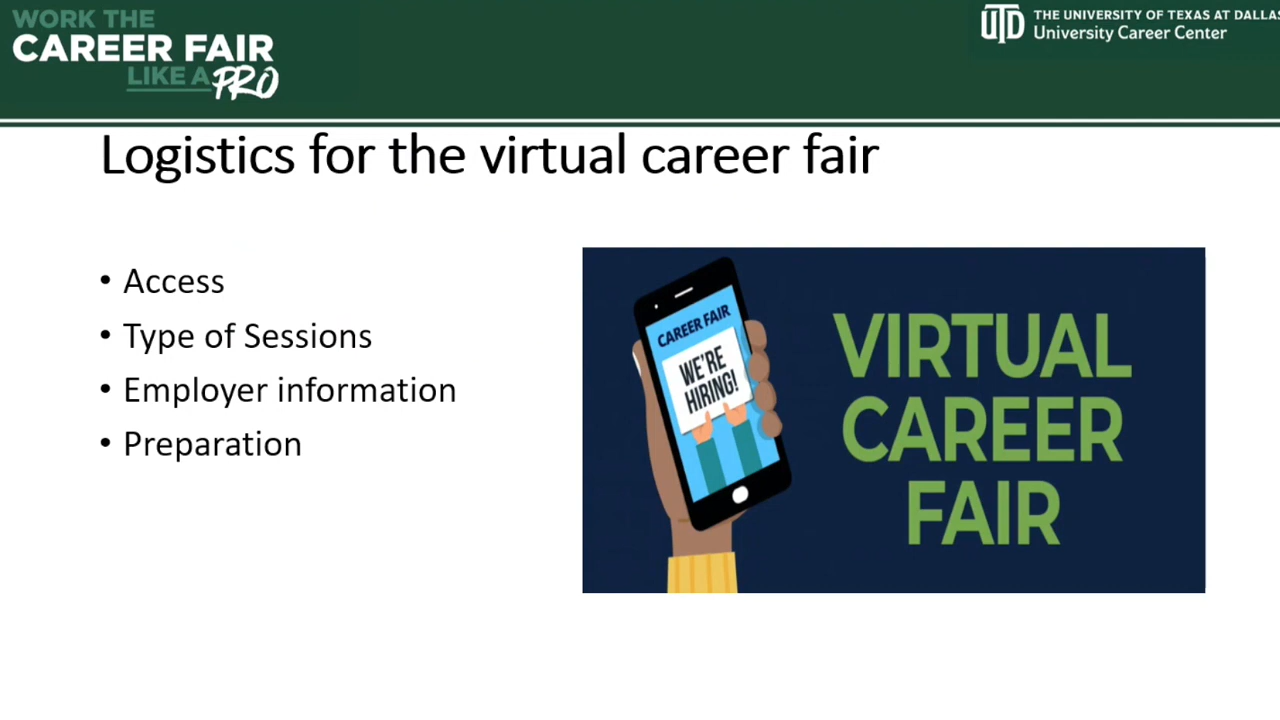 WORK THE
CAREER FAIR
LIKE A PRO
THE UNIVERSITY OF TEXAS AT DALLAS
University Career Center
UTD
Logistics for the virtual career fair
• Access
• Type of Sessions
• Employer information
• Preparation
CAREER FAIR
WE'RE
HIRING!
VIRTUAL
CAREER
FAIR